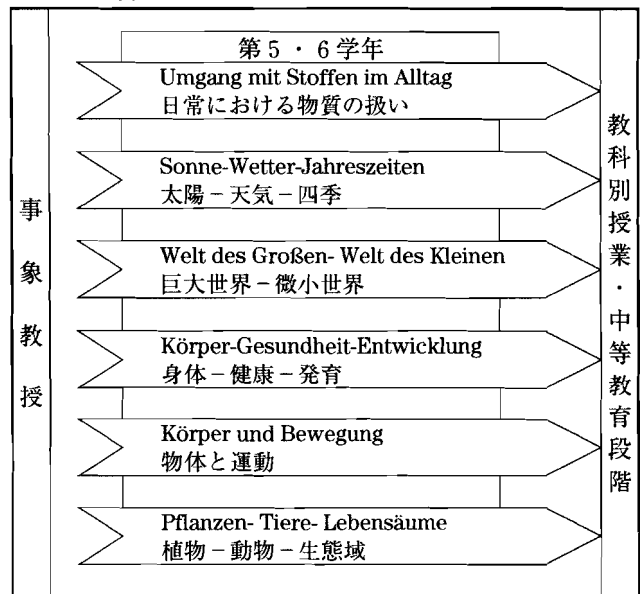 第5・6学年
Umgang mit Stoffen im Alltag
日常における物質の扱い
Sonne-Wetter-Jahreszeiten
太陽－天気－四季
Welt des Großen- Welt des Kleinen
巨大世界－微小世界
Körper-Gesundheit-Entwicklung
身体－健康－発育
Körper und Bewegung
物体と運動
Pflanzen- Tiere- Lebensäume
植物－動物－生態域
事象教授
教科別授業・中等教育段階